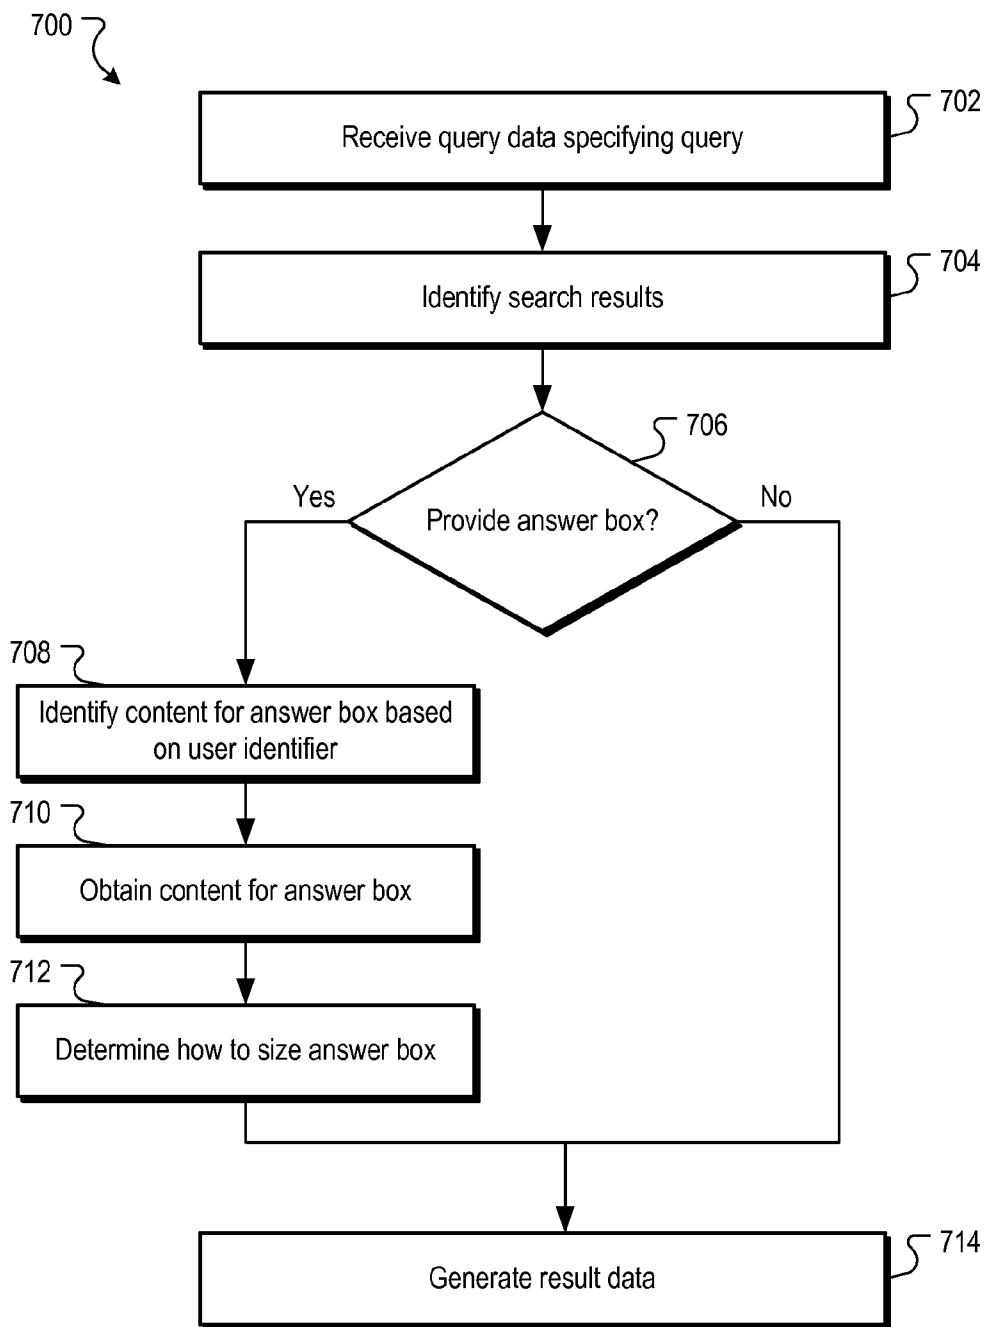 700
702
Receive query data specifying query
704
Identify search results
706
Yes
No
Provide answer box?
708
Identify content for answer box based
on user identifier
710
Obtain content for answer box
712
Determine how to size answer box
714
Generate result data